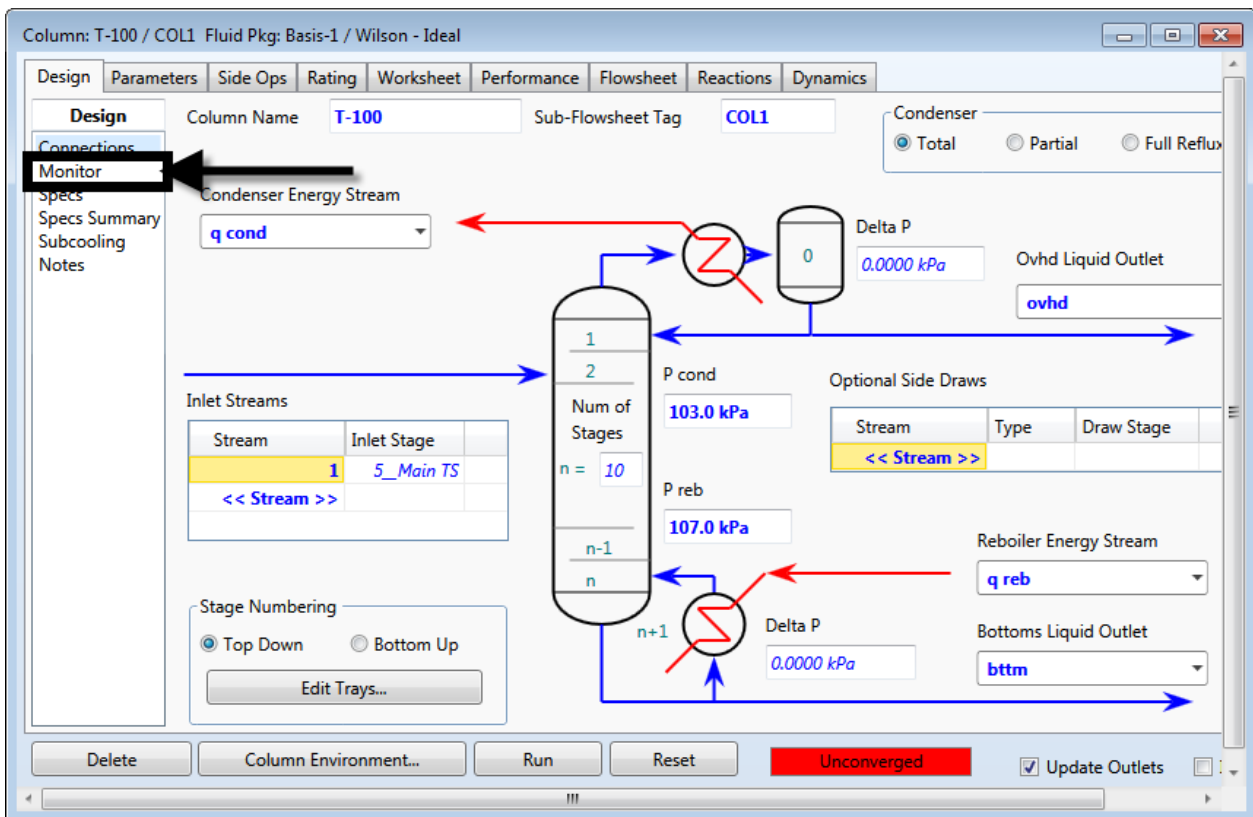 Column: T-100 / COL1 Fluid Pkg: Basis-1 / Wilson - Ideal
Design Parameters Side Ops Rating Worksheet Performance Flowsheet Reactions Dynamics
Design
Connections
Monitor
Specs
Specs Summary
Subcooling
Notes
Column Name T-100 Sub-Flowsheet Tag COL1
Condenser
Total Partial Full Reflux
Condenser Energy Stream
q cond
0
Delta P
0.0000 kPa
Ovhd Liquid Outlet
ovhd
1
2
Num of
Stages
n = 10
n-1
n
n+1
P cond
103.0 kPa
P reb
107.0 kPa
Inlet Streams
Stream Inlet Stage
1 5__Main TS
<< Stream >>
Optional Side Draws
Stream Type Draw Stage
<< Stream >>
Reboiler Energy Stream
q reb
Stage Numbering
Top Down Bottom Up
Edit Trays...
Delta P
0.0000 kPa
Bottoms Liquid Outlet
bttm
Delete Column Environment... Run Reset Unconverged Update Outlets